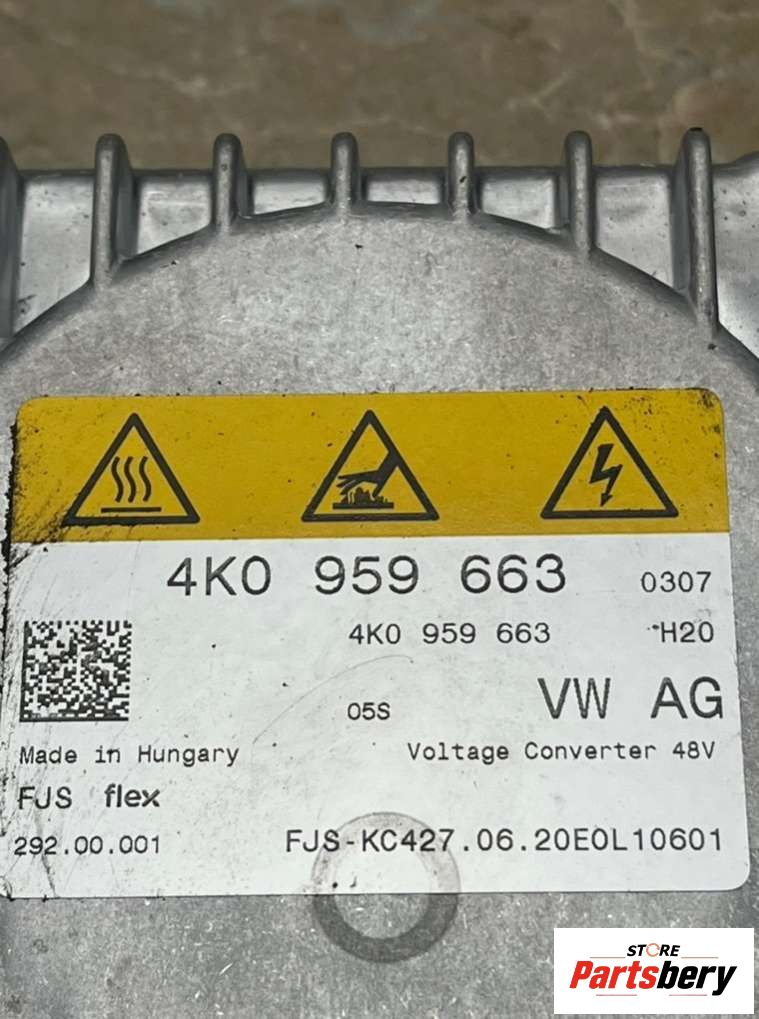 4K0 959 663 0307
4K0 959 663 H20
05S VW AG
Made in Hungary Voltage Converter 48V
FJS flex
292.00.001 FJS-KC427.06.20E0L10601
STORE
Partsbery